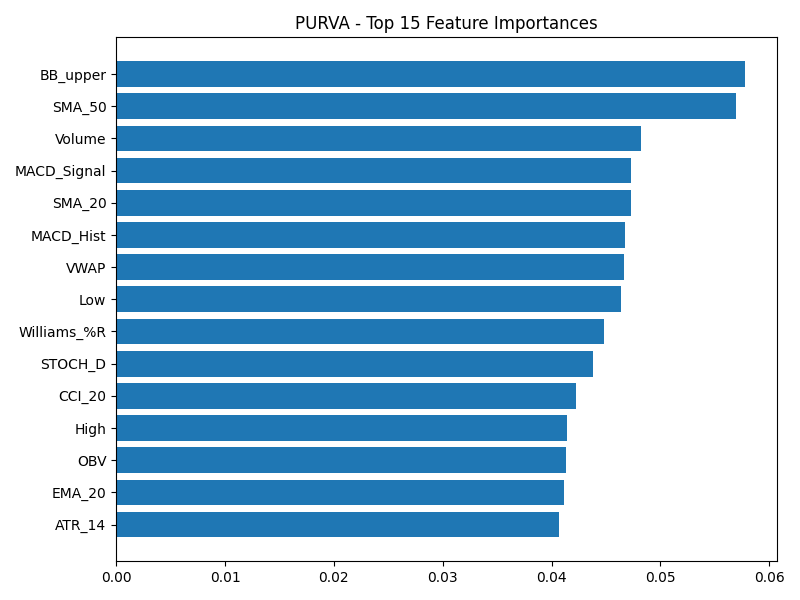 PURVA - Top 15 Feature Importances
BB_upper
SMA_50
Volume
MACD_Signal
SMA_20
MACD_Hist
VWAP
Low
Williams_%R
STOCH_D
CCI_20
High
OBV
EMA_20
ATR_14
0.00 0.01 0.02 0.03 0.04 0.05 0.06